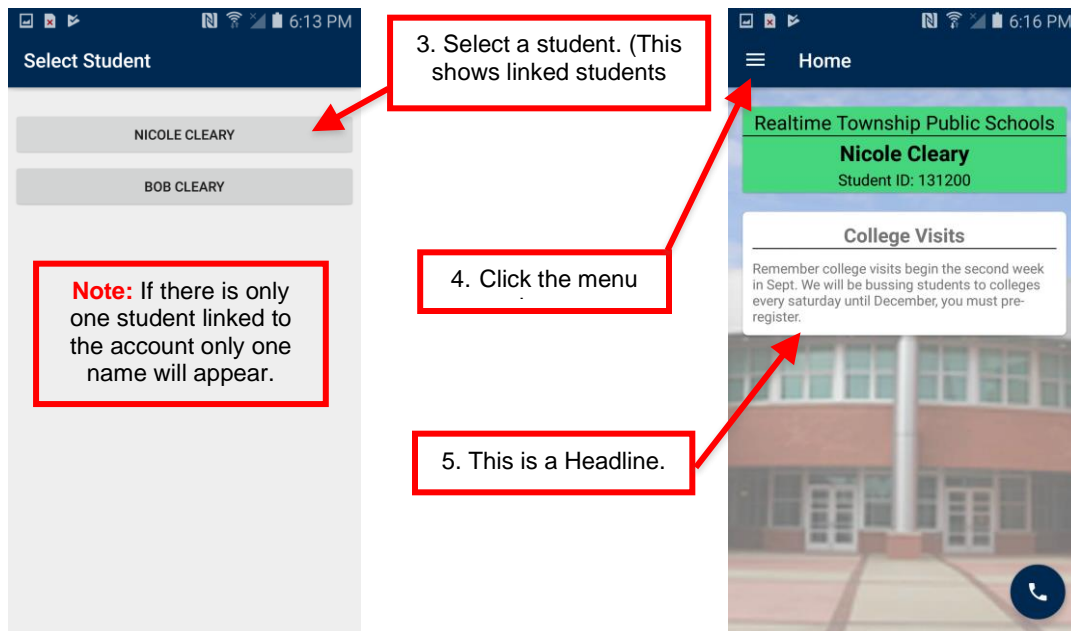 6:13 PM
Select Student
NICOLE CLEARY
BOB CLEARY
Note: If there is only
one student linked to
the account only one
name will appear.
3. Select a student. (This
shows linked students
4. Click the menu
5. This is a Headline.
6:16 PM
Home
Realtime Township Public Schools
Nicole Cleary
Student ID: 131200
College Visits
Remember college visits begin the second week
in Sept. We will be bussing students to colleges
every saturday until December, you must pre-
register.